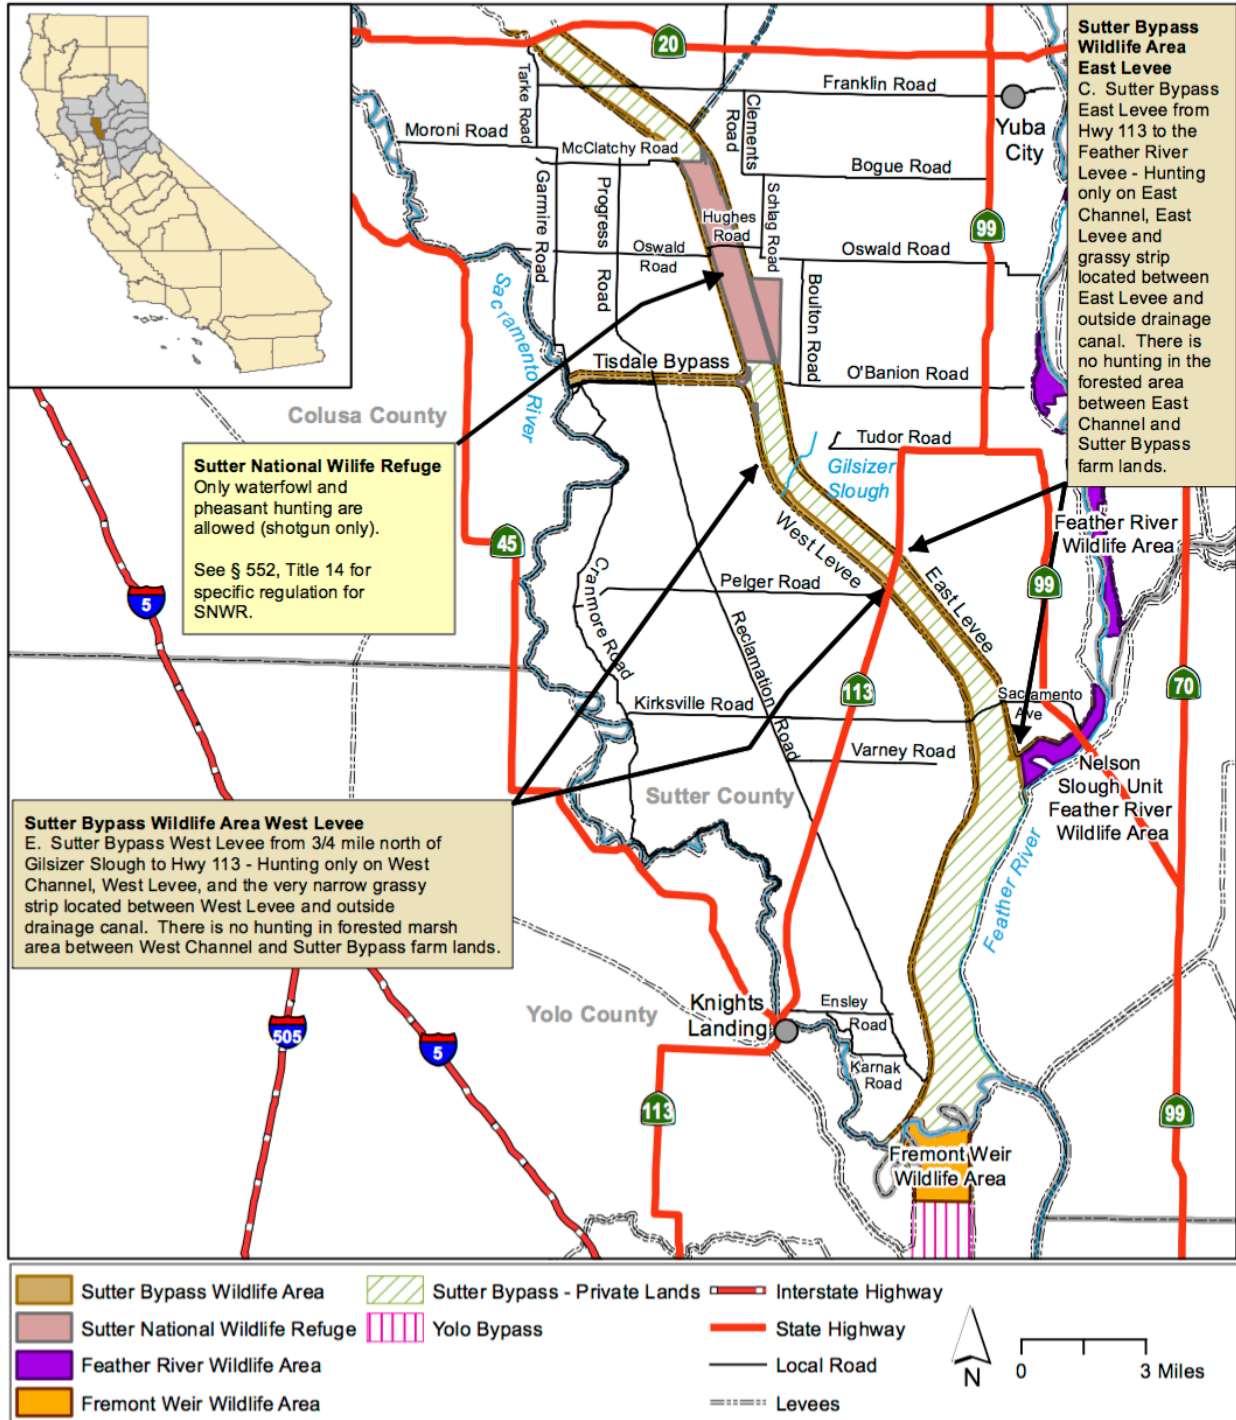 Sutter Bypass
Wildlife Area
East Levee
C. Sutter Bypass
East Levee from
Hwy 113 to the
Feather River
Levee - Hunting
only on East
Channel, East
Levee and
grassy strip
located between
East Levee and
outside drainage
canal. There is
no hunting in the
forested area
between East
Channel and
Sutter Bypass
farm lands.
20
Tarke Road
Franklin Road
Clements
Road
Yuba
City
Moroni Road
McClatchy Road
Bogue Road
Garmire Road
Progress
Road
Hughes
Road
Schlag Road
99
Oswald
Road
Oswald Road
Boulton Road
Sacramento River
Tisdale Bypass
O'Banion Road
Colusa County
Tudor Road
Gilsizer
Slough
Sutter National Wilife Refuge
Only waterfowl and
pheasant hunting are
allowed (shotgun only).
See § 552, Title 14 for
specific regulation for
SNWR.
45
West Levee
East Levee
Feather River
Wildlife Area
5
Cranmore Road
Pelger Road
Reclamation
Road
99
113
70
Kirksville Road
Sacramento
Ave
Varney Road
Nelson
Slough Unit
Feather River
Wildlife Area
Sutter County
Sutter Bypass Wildlife Area West Levee
E. Sutter Bypass West Levee from 3/4 mile north of
Gilsizer Slough to Hwy 113 - Hunting only on West
Channel, West Levee, and the very narrow grassy
strip located between West Levee and outside
drainage canal. There is no hunting in forested marsh
area between West Channel and Sutter Bypass farm lands.
Feather River
Yolo County
Knights
Landing
Ensley
Road
505
5
Karnak
Road
113
99
Fremont Weir
Wildlife Area
Sutter Bypass Wildlife Area
Sutter Bypass - Private Lands
Interstate Highway
Sutter National Wildlife Refuge
Yolo Bypass
State Highway
Feather River Wildlife Area
Local Road
Fremont Weir Wildlife Area
Levees
N
0
3 Miles